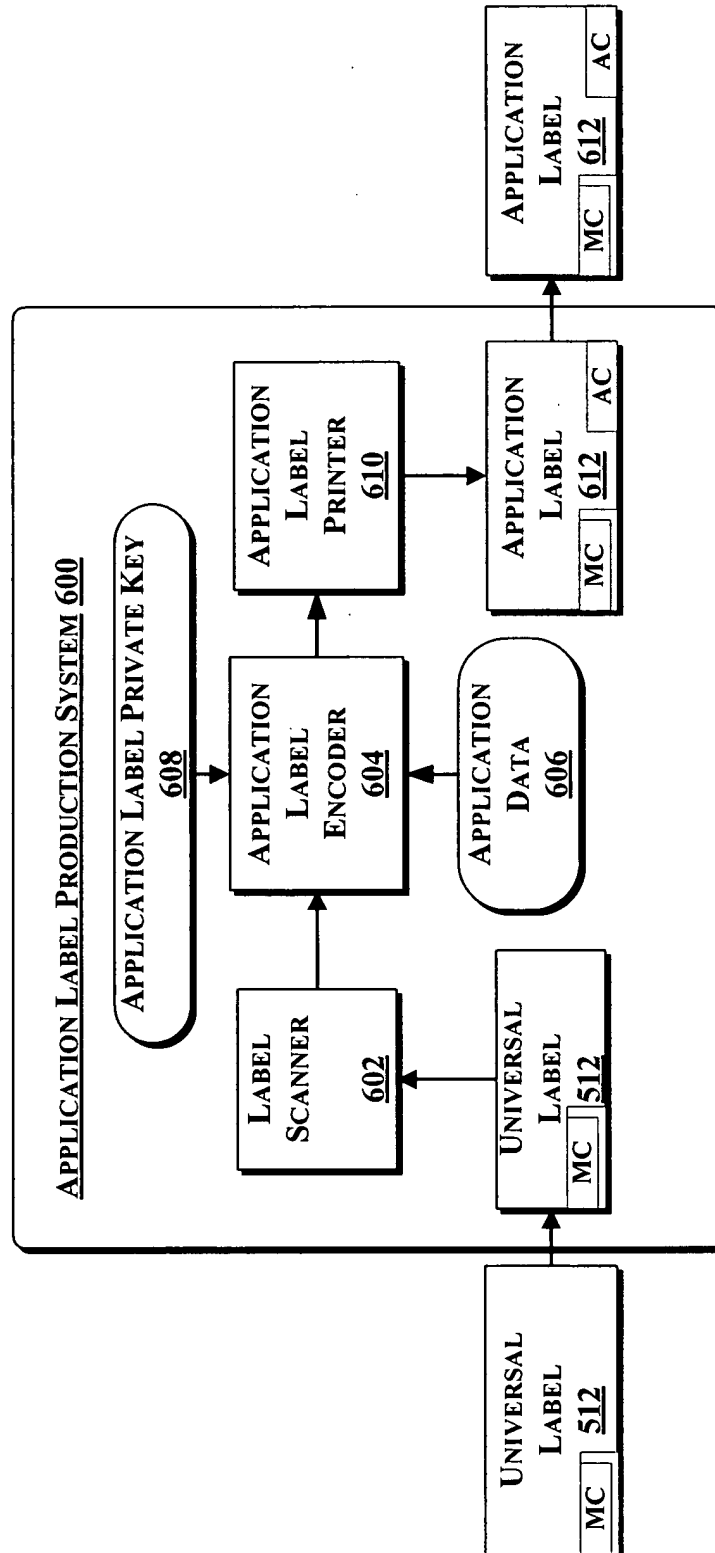 APPLICATION LABEL PRODUCTION SYSTEM 600
APPLICATION LABEL PRIVATE KEY
608
LABEL
SCANNER
602
APPLICATION
LABEL
ENCODER
604
APPLICATION
LABEL
PRINTER
610
UNIVERSAL
LABEL
512
MC
UNIVERSAL
LABEL
512
MC
APPLICATION
DATA
606
APPLICATION
LABEL
612
MC
AC
APPLICATION
LABEL
612
MC
AC